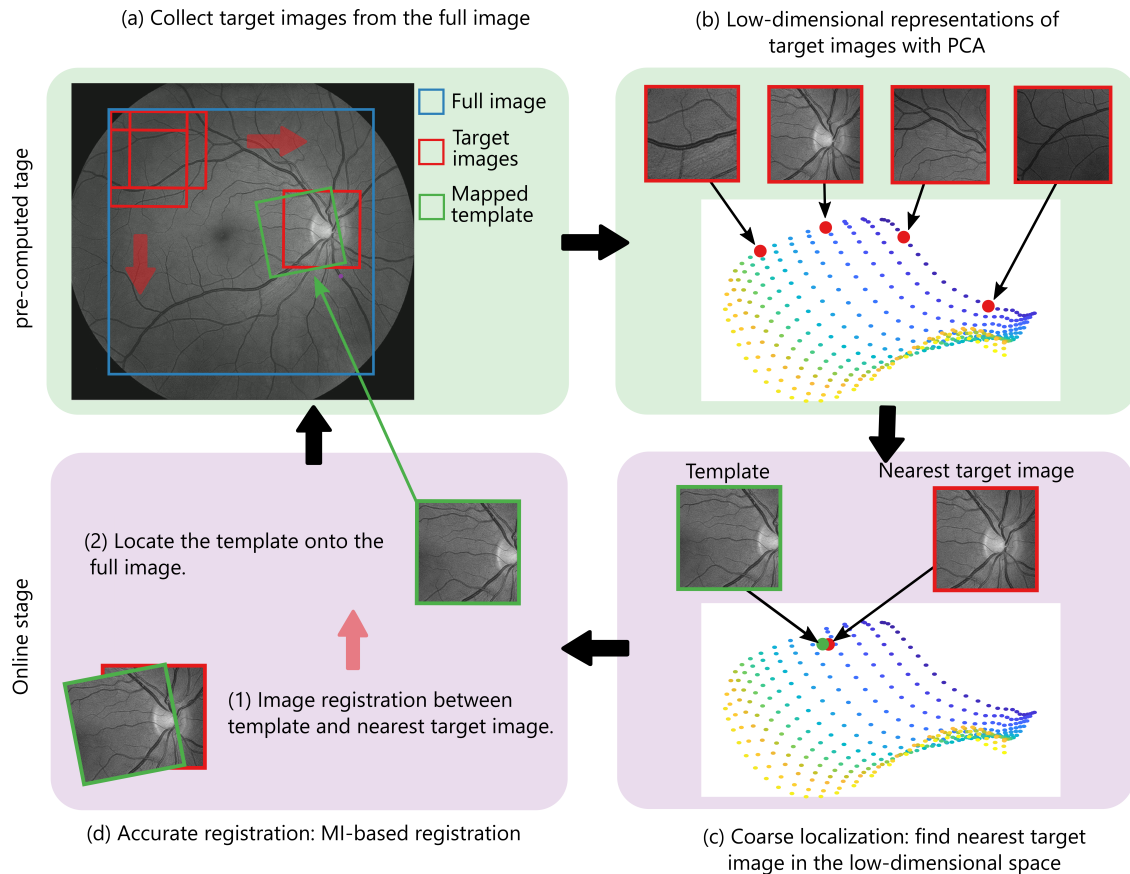 (a) Collect target images from the full image
(b) Low-dimensional representations of
target images with PCA
pre-computed tage
Full image
Target
images
Mapped
template
Online stage
(2) Locate the template onto the
full image.
(1) Image registration between
template and nearest target image.
Template
Nearest target image
(d) Accurate registration: MI-based registration
(c) Coarse localization: find nearest target
image in the low-dimensional space